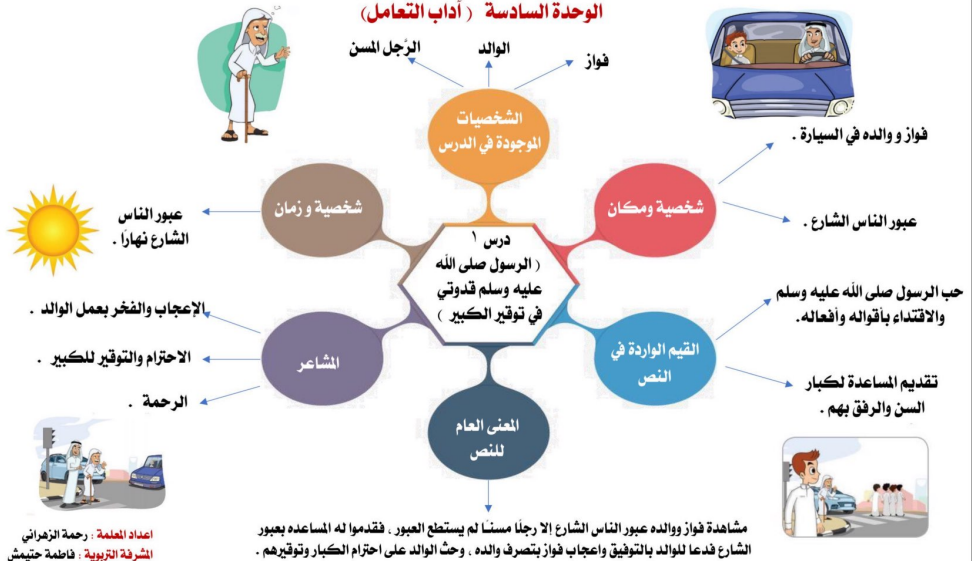 الوحدة السادسة ( آداب التعامل)
فواز
الوالد
الرَّجل المسن
الشخصيات
الموجودة في الدرس
فواز و والده في السيارة .
شخصية ومكان
عبور الناس الشارع .
شخصية و زمان
عبور الناس
الشارع نهارًا .
درس ١
( الرسول صلى الله
عليه وسلم قدوتي
في توقير الكبير )
حب الرسول صلى الله عليه وسلم
والاقتداء بأقواله وأفعاله.
القيم الواردة في
النص
تقديم المساعدة لكبار
السن والرفق بهم .
الإعجاب والفخر بعمل الوالد .
المشاعر
الاحترام والتوقير للكبير .
الرحمة .
المعنى العام
للنص
مشاهدة فواز ووالده عبور الناس الشارع إلا رجلًا مسنـًا لم يستطع العبور ، فقدموا له المساعده بعبور
الشارع فدعا للوالد بالتوفيق واعجاب فواز بتصرف والده ، وحث الوالد على احترام الكبار وتوقيرهم .
اعداد المعلمة : رحمة الزهراني
المشرفة التربوية : فاطمة حتيمش